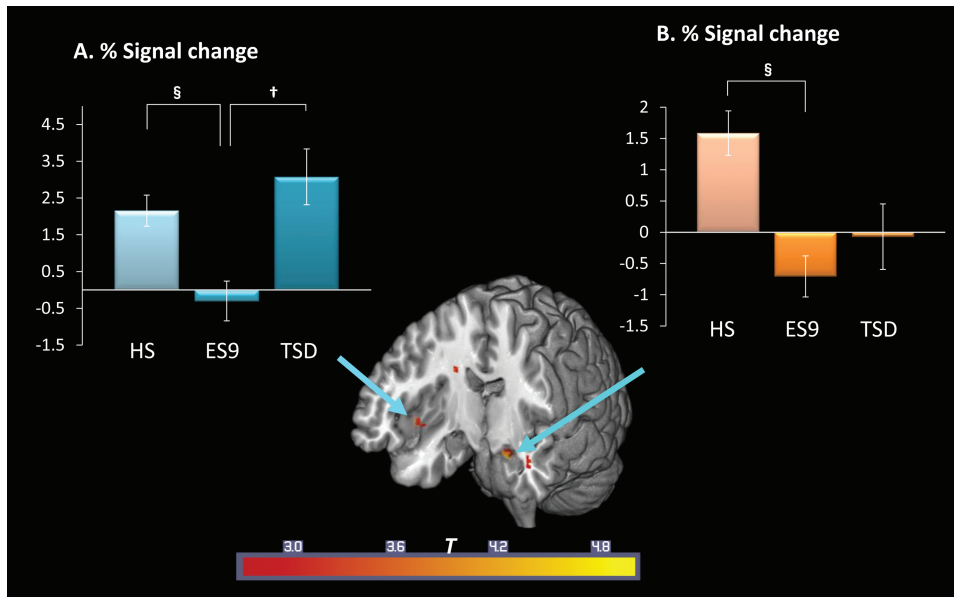 A. % Signal change
§
†
4.5
3.5
2.5
1.5
0.5
-0.5
-1.5
HS
ES9
TSD
B. % Signal change
§
2
1.5
1
0.5
0
-0.5
-1
-1.5
HS
ES9
TSD
3.0 3.6 T 4.2 4.8